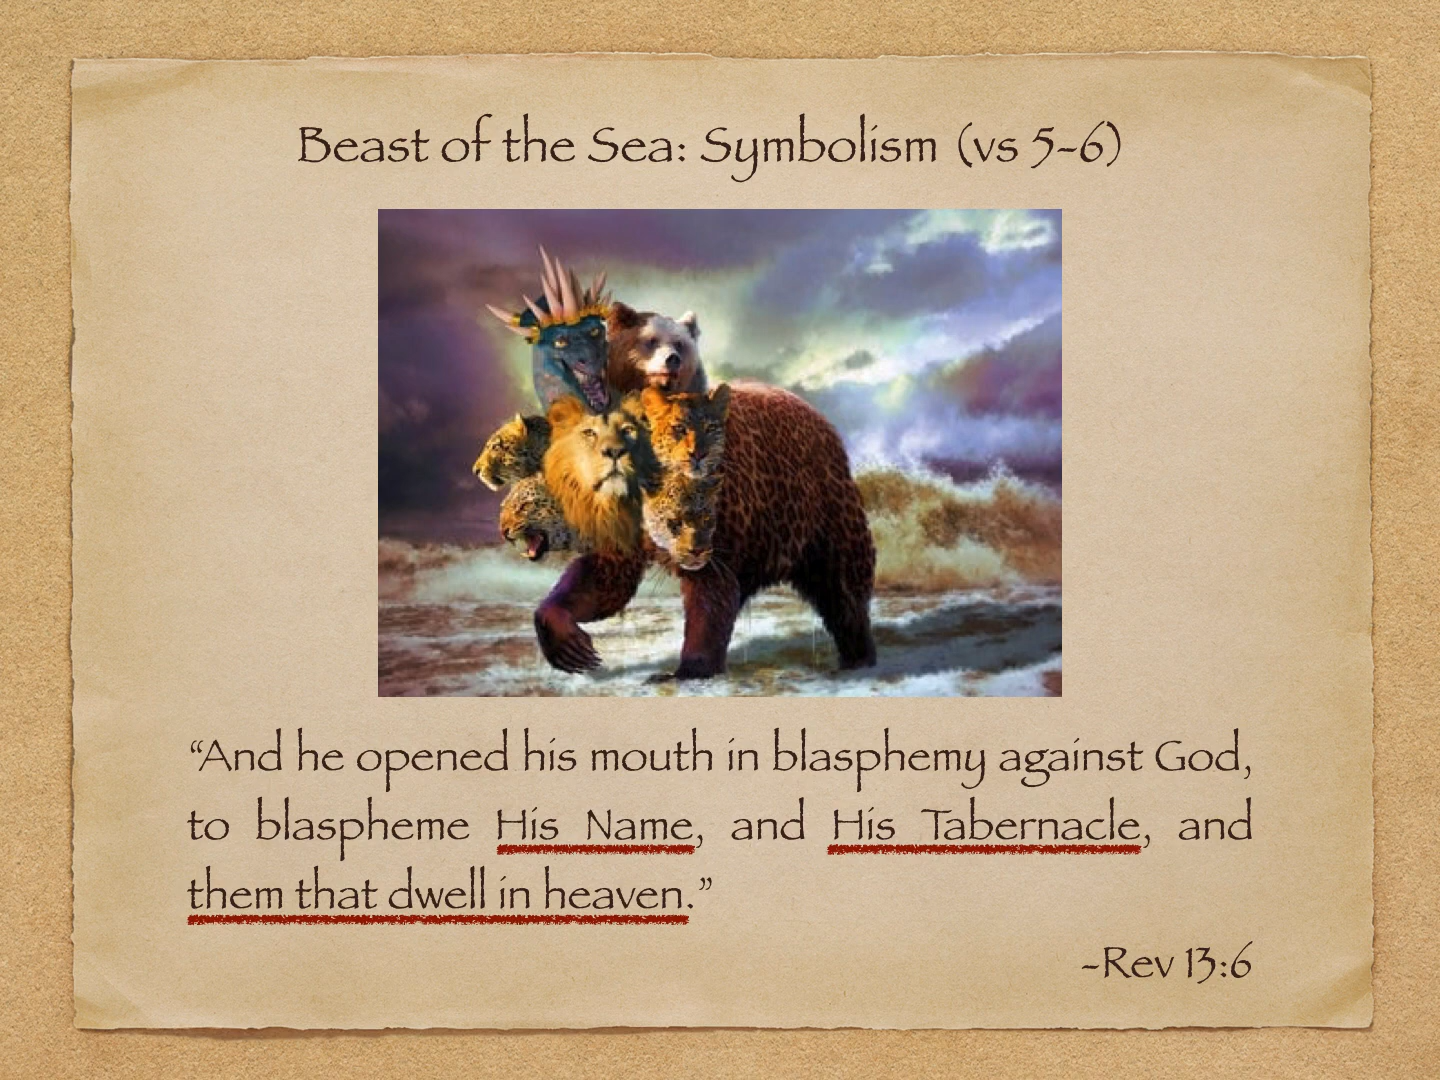 Beast of the Sea: Symbolism (vs 5-6)
“And he opened his mouth in blasphemy against God,
to blaspheme His Name, and His Tabernacle, and
them that dwell in heaven.”
-Rev 13:6